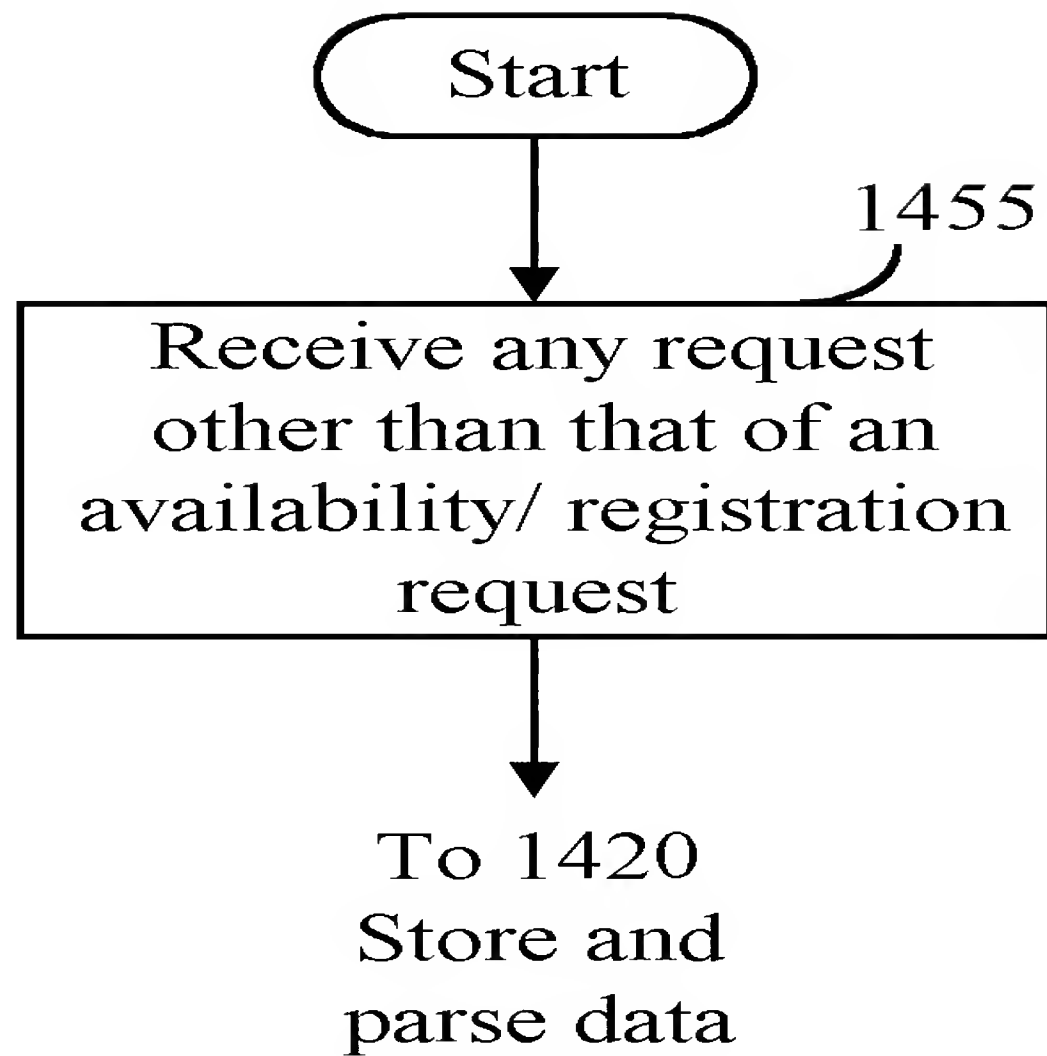 Start
1455
Receive any request
other than that of an
availability/ registration
request
To 1420
Store and
parse data